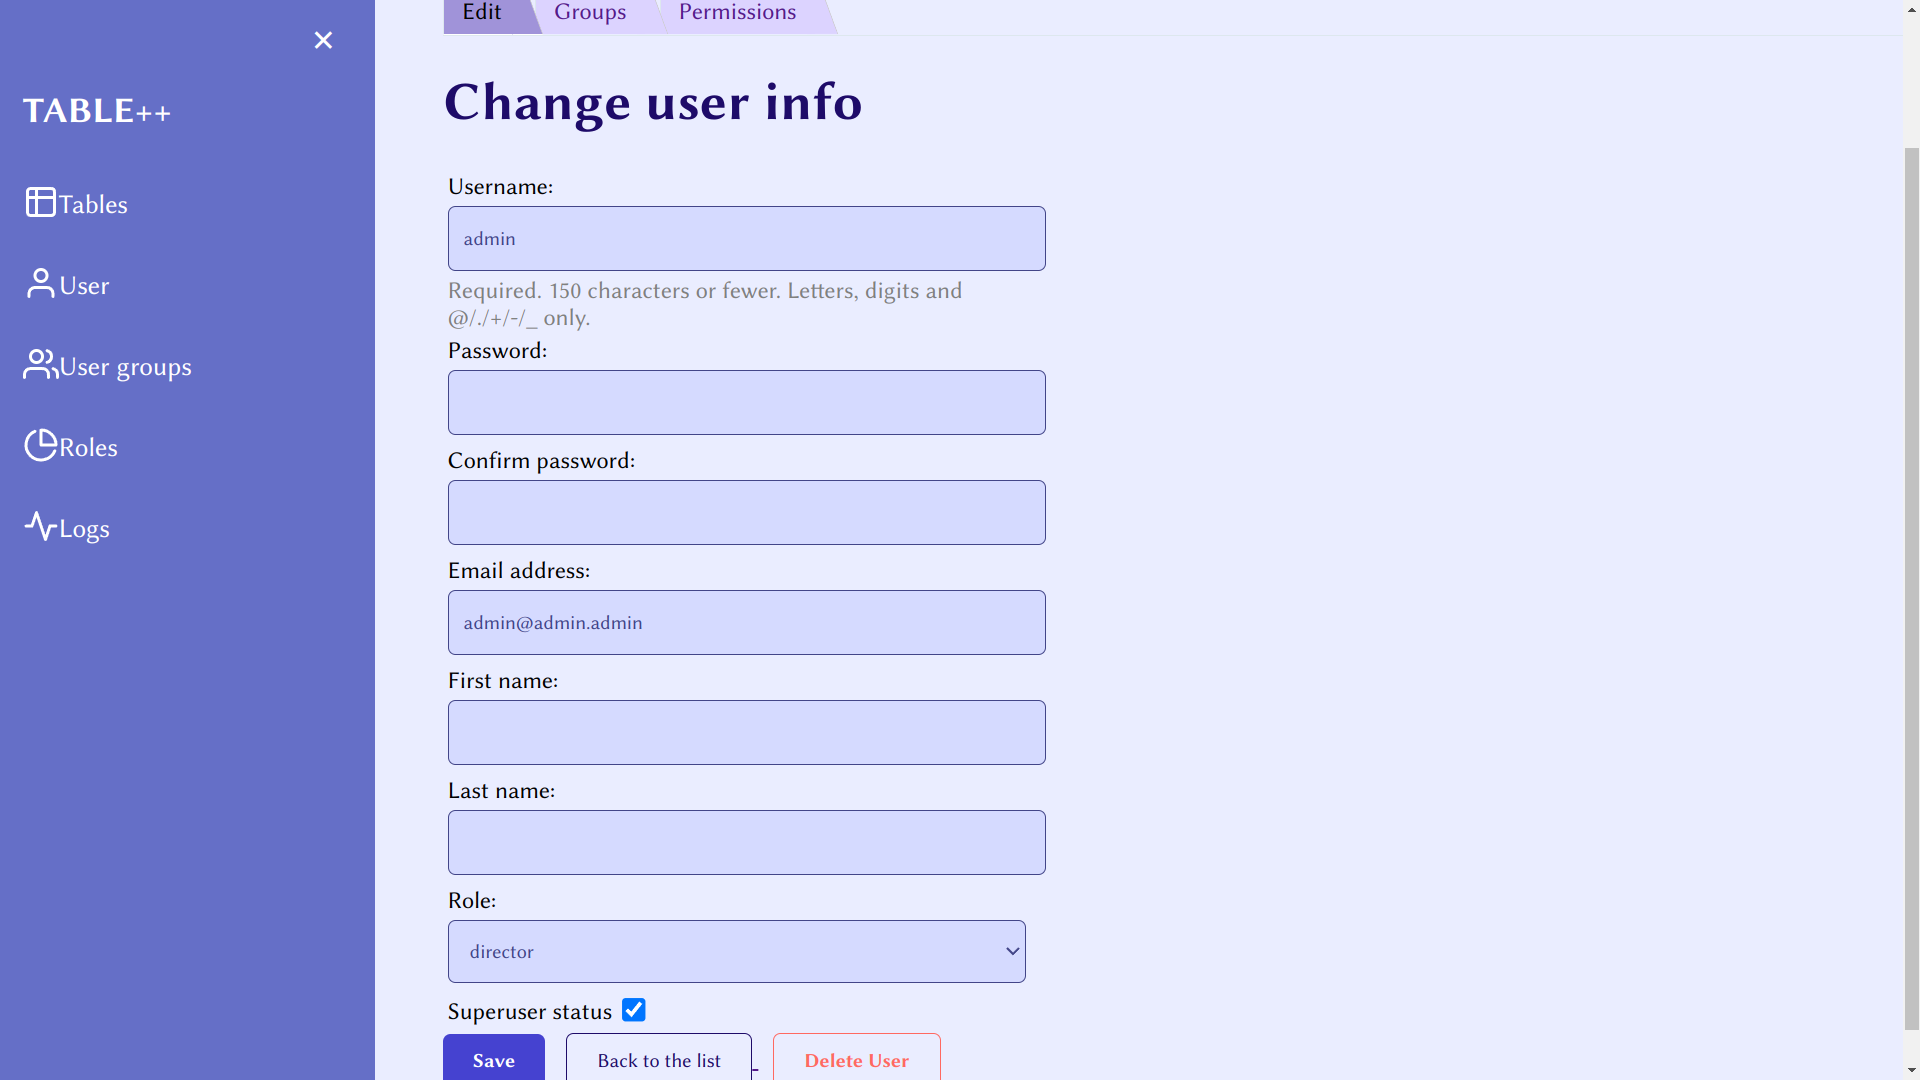 Edit Groups Permissions
TABLE++
Tables
User
User groups
Roles
Logs
Change user info
Username:
admin
Required. 150 characters or fewer. Letters, digits and
@/./+/-/_ only.
Password:
Confirm password:
Email address:
admin@admin.admin
First name:
Last name:
Role:
director
Superuser status
Save Back to the list Delete User